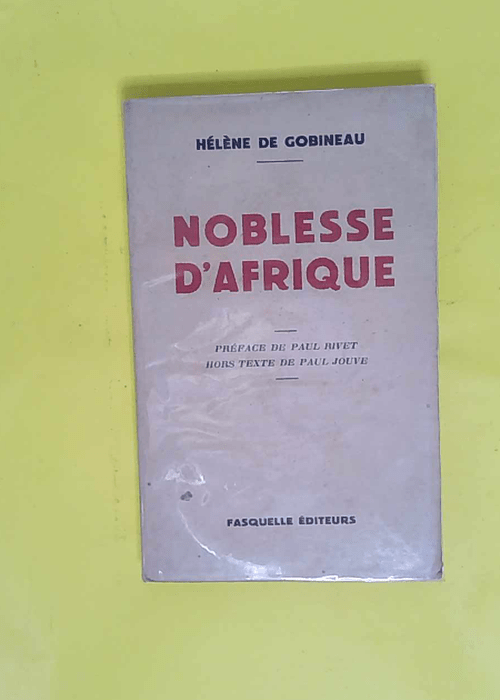 HÉLÈNE DE GOBINEAU
NOBLESSE
D'AFRIQUE
PRÉFACE DE PAUL RIVET
HORS TEXTE DE PAUL JOUVE
FASQUELLE ÉDITEURS